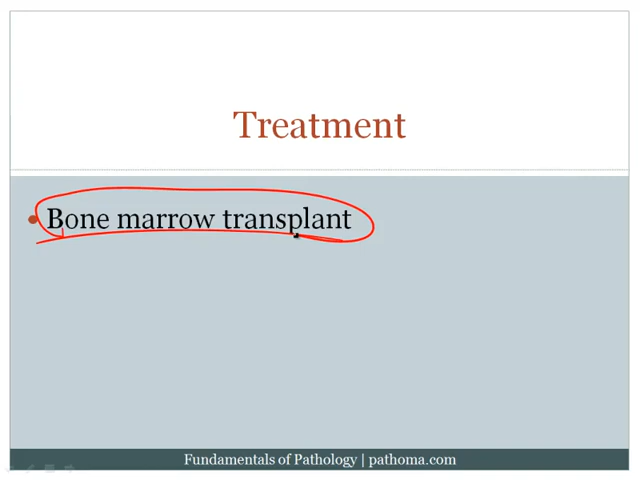 Treatment
• Bone marrow transplant
Fundamentals of Pathology | pathoma.com